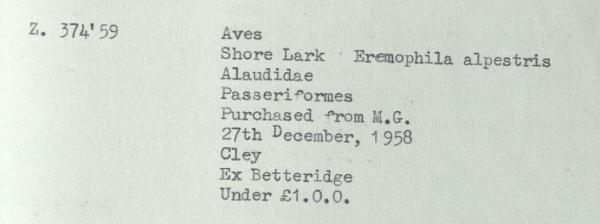 Z. 374'59 Aves
Shore Lark Eremophila alpestris
Alaudidae
Passeriformes
Purchased from M.G.
27th December, 1958
Cley
Ex Betteridge
Under £1.0.0.